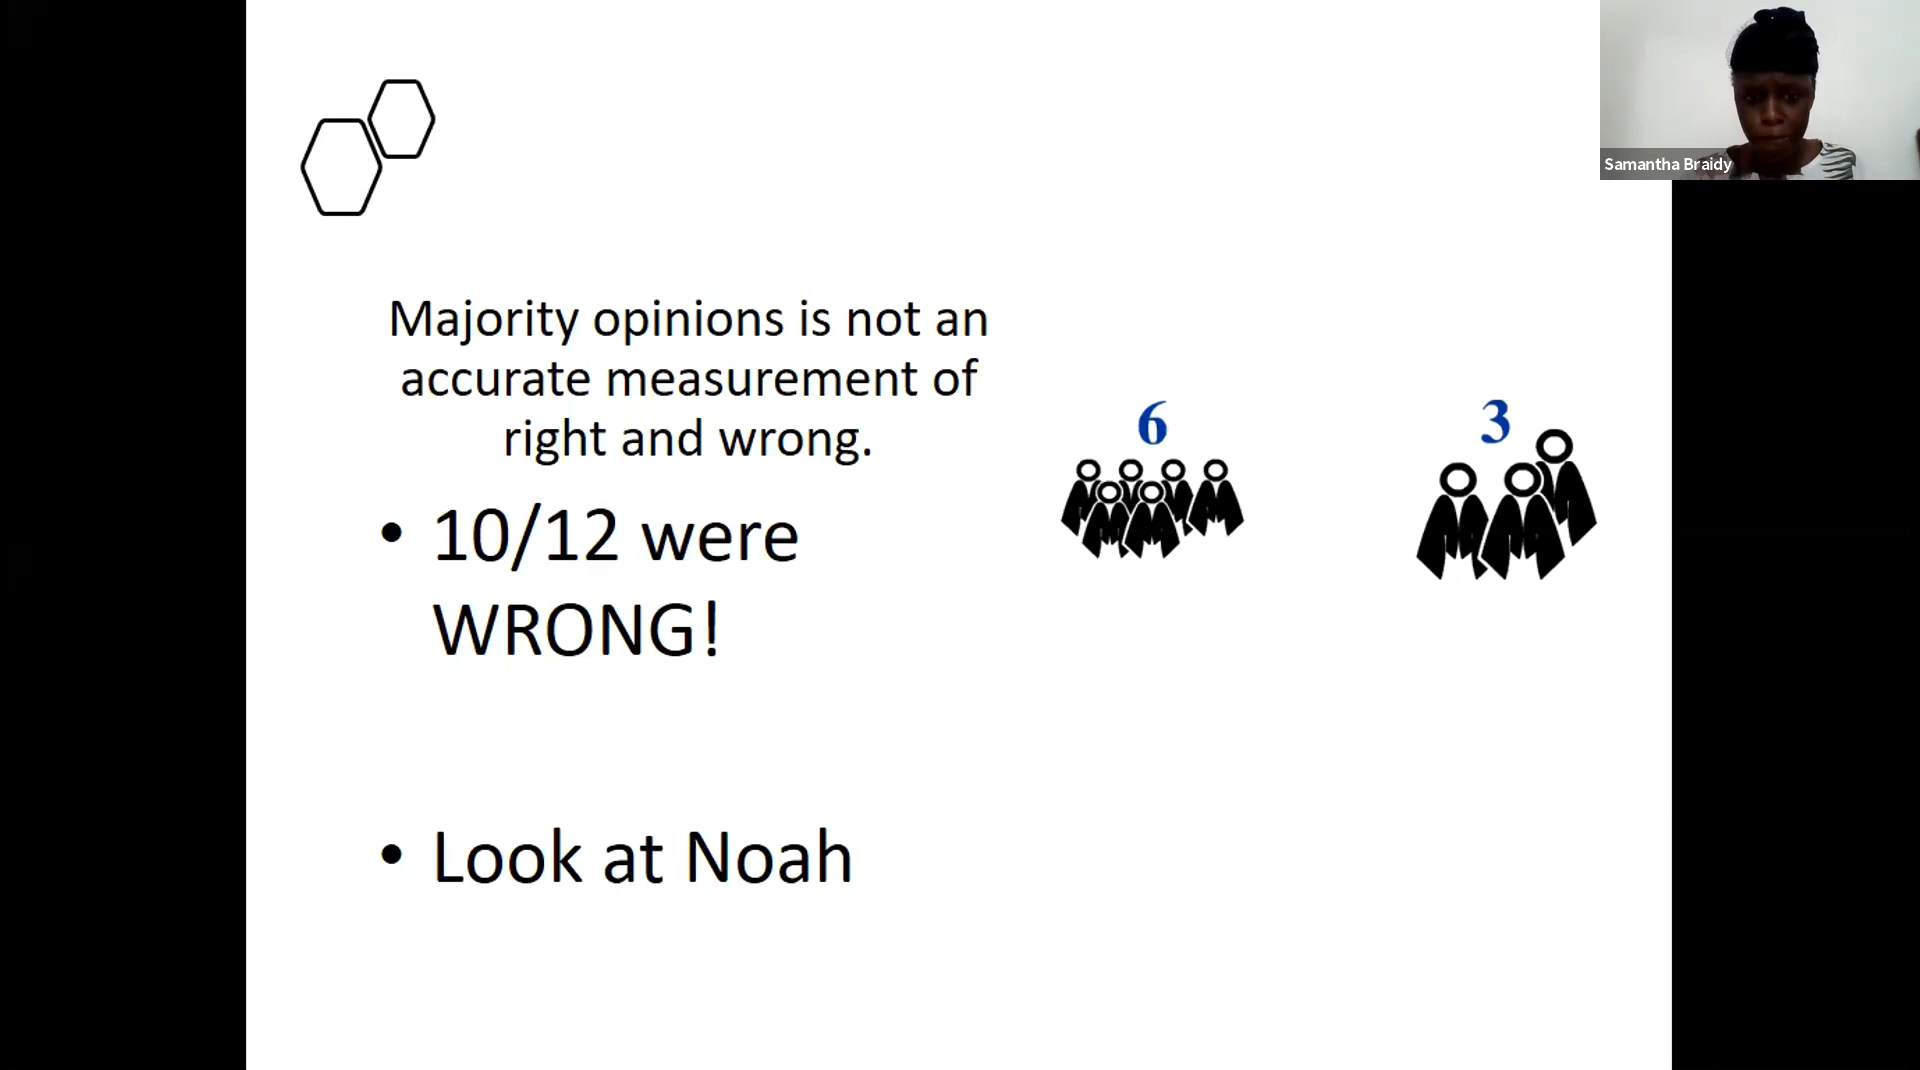 Samantha Braidy
Majority opinions is not an
accurate measurement of
right and wrong.
• 10/12 were
WRONG!
• Look at Noah
6
3